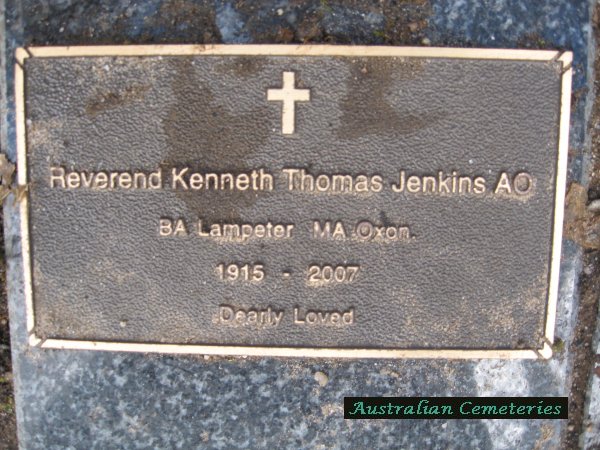 Reverend Kenneth Thomas Jenkins AO
BA Lampeter MA Oxon.
1915 - 2007
Dearly Loved
Australian Cemeteries